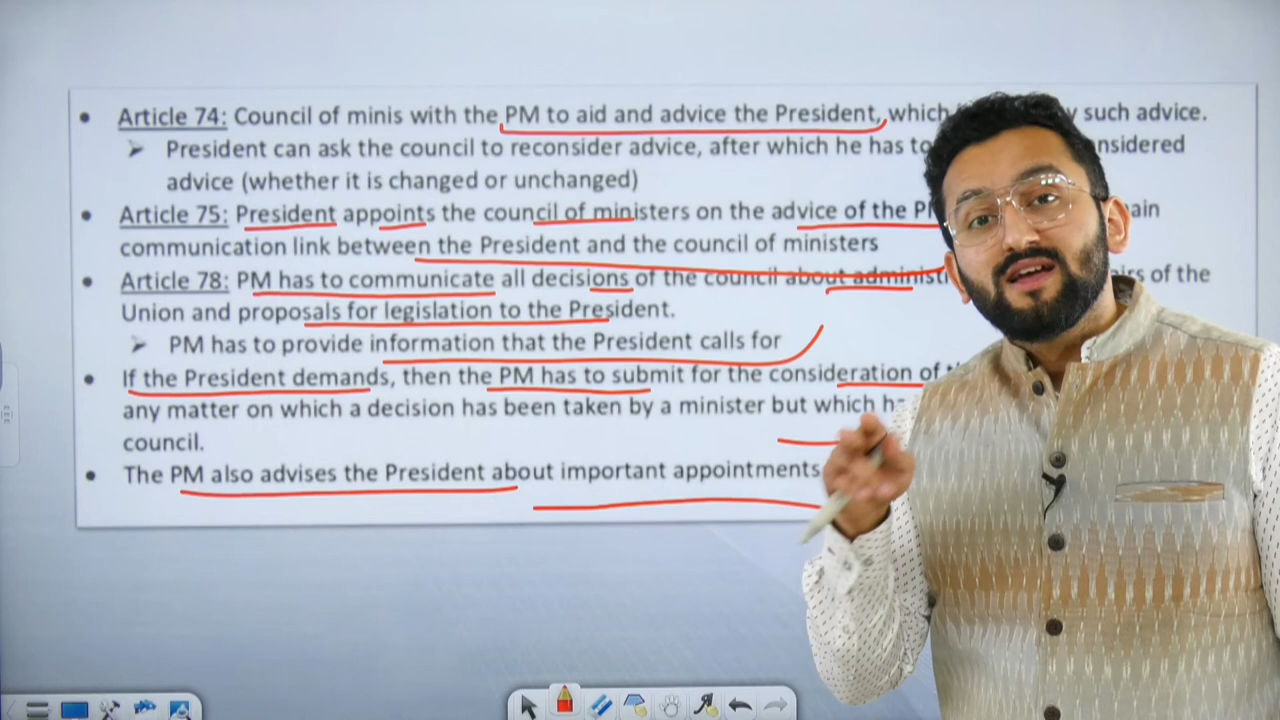 Article 74: Council of minis with the PM to aid and advice the President, which such advice.
President can ask the council to reconsider advice, after which he has to
advice (whether it is changed or unchanged)
Article 75: President appoints the council of ministers on the advice of the
communication link between the President and the council of ministers
Article 78: PM has to communicate all decisions of the council about of the
Union and proposals for legislation to the President.
PM has to provide information that the President calls for
If the President demands, then the PM has to submit for the consideration of
any matter on which a decision has been taken by a minister but which
council.
The PM also advises the President about important appointments